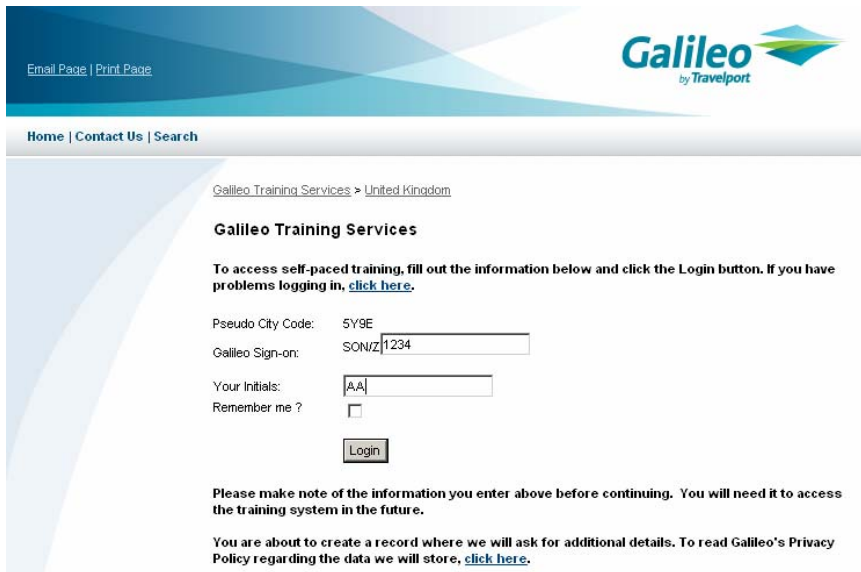 Galileo
by Travelport
Email Page | Print Page
Home | Contact Us | Search
Galileo Training Services > United Kingdom
Galileo Training Services
To access self-paced training, fill out the information below and click the Login button. If you have
problems logging in, click here.
Pseudo City Code: 5Y9E
Galileo Sign-on: SON/Z 1234
Your Initials: AA
Remember me ?
Login
Please make note of the information you enter above before continuing. You will need it to access
the training system in the future.
You are about to create a record where we will ask for additional details. To read Galileo's Privacy
Policy regarding the data we will store, click here.